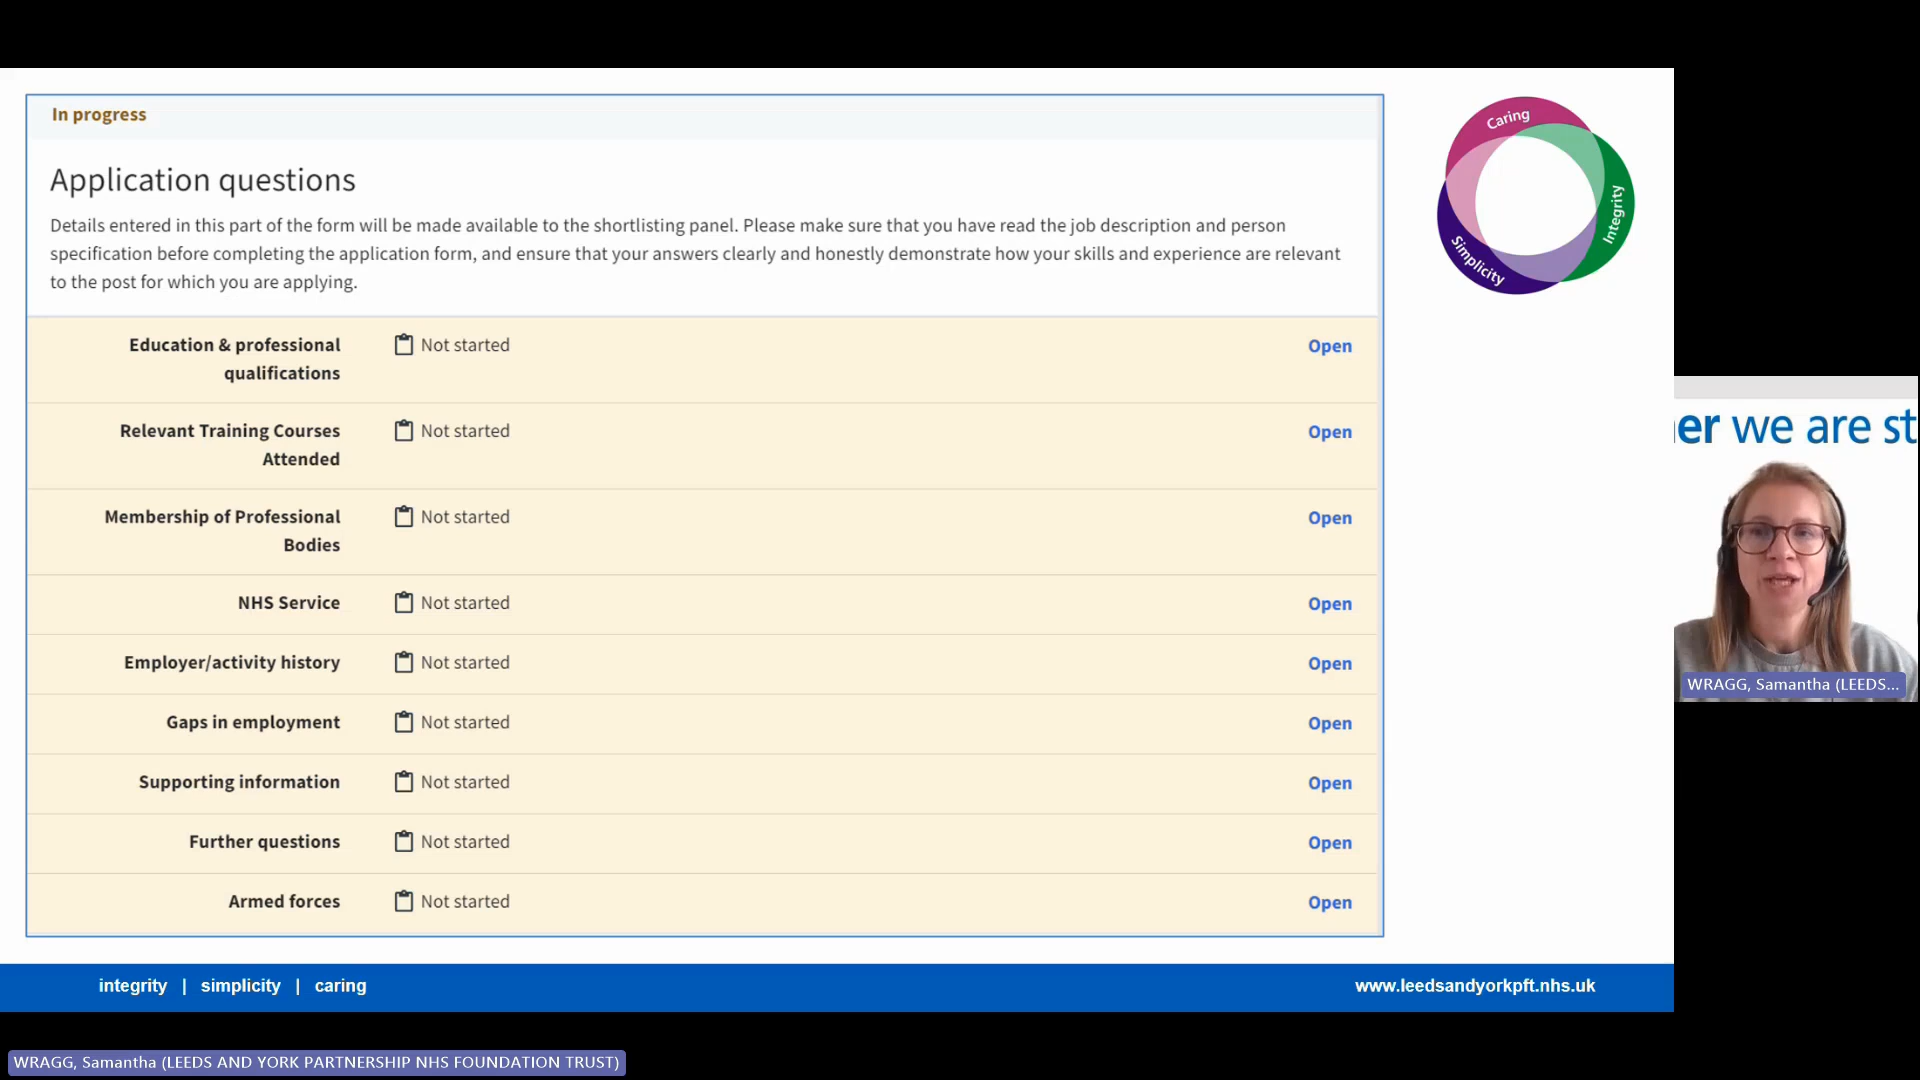 In progress
Application questions
Details entered in this part of the form will be made available to the shortlisting panel. Please make sure that you have read the job description and person
specification before completing the application form, and ensure that your answers clearly and honestly demonstrate how your skills and experience are relevant
to the post for which you are applying.
Education & professional
qualifications
Not started
Open
Relevant Training Courses
Attended
Not started
Open
Membership of Professional
Bodies
Not started
Open
NHS Service
Not started
Open
Employer/activity history
Not started
Open
Gaps in employment
Not started
Open
Supporting information
Not started
Open
Further questions
Not started
Open
Armed forces
Not started
Open
Caring
Integrity
Simplicity
er we are st
WRAGG, Samantha (LEEDS...
integrity | simplicity | caring
www.leedsandyorkpft.nhs.uk
WRAGG, Samantha (LEEDS AND YORK PARTNERSHIP NHS FOUNDATION TRUST)